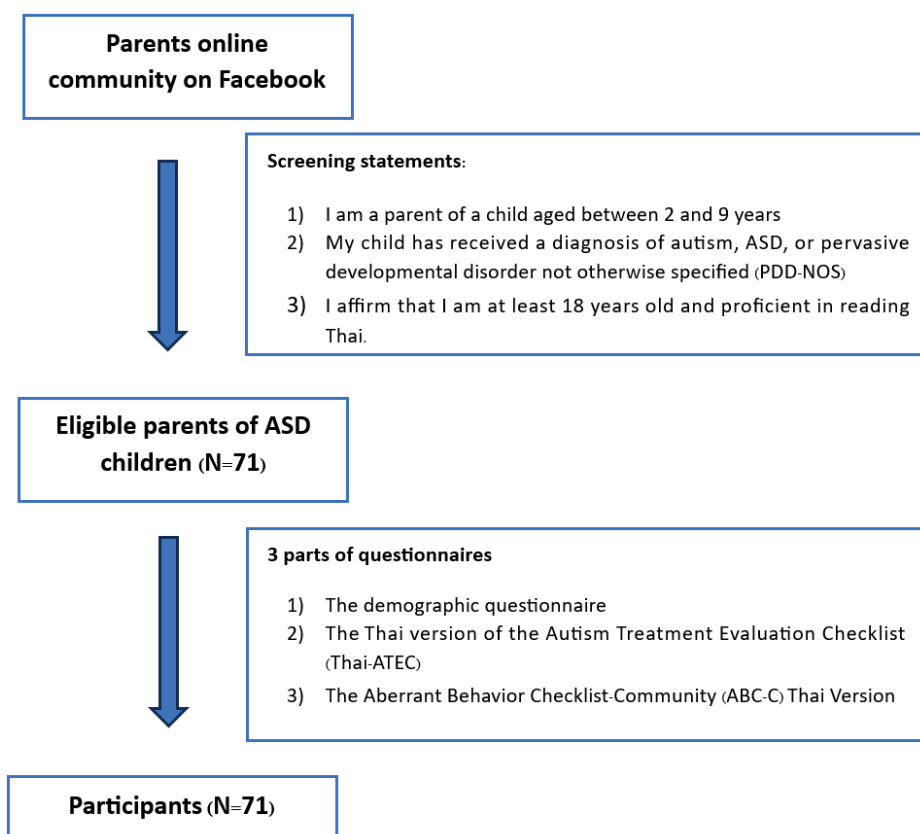 Parents online
community on Facebook
Screening statements:
1) I am a parent of a child aged between 2 and 9 years
2) My child has received a diagnosis of autism, ASD, or pervasive
developmental disorder not otherwise specified (PDD-NOS)
3) I affirm that I am at least 18 years old and proficient in reading
Thai.
Eligible parents of ASD
children (N=71)
3 parts of questionnaires
1) The demographic questionnaire
2) The Thai version of the Autism Treatment Evaluation Checklist
(Thai-ATEC)
3) The Aberrant Behavior Checklist-Community (ABC-C) Thai Version
Participants (N=71)